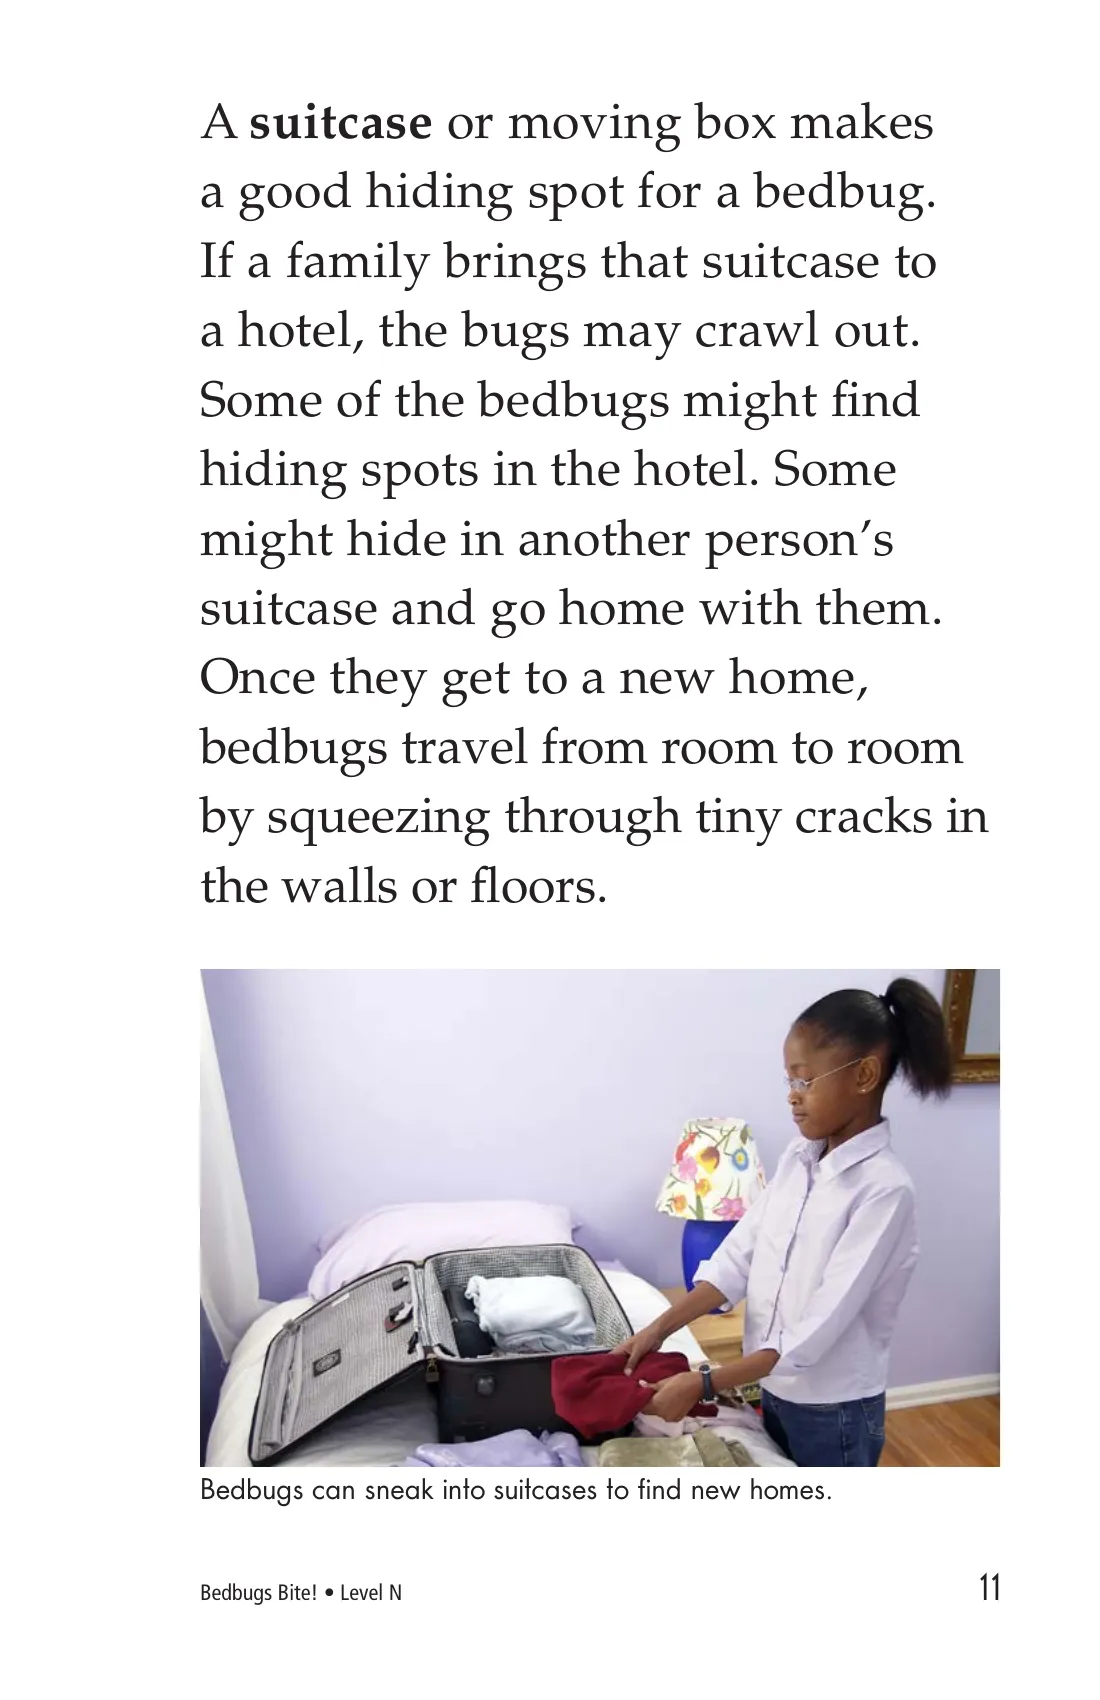 A suitcase or moving box makes
a good hiding spot for a bedbug.
If a family brings that suitcase to
a hotel, the bugs may crawl out.
Some of the bedbugs might find
hiding spots in the hotel. Some
might hide in another person’s
suitcase and go home with them.
Once they get to a new home,
bedbugs travel from room to room
by squeezing through tiny cracks in
the walls or floors.
Bedbugs can sneak into suitcases to find new homes.
Bedbugs Bite! • Level N
11